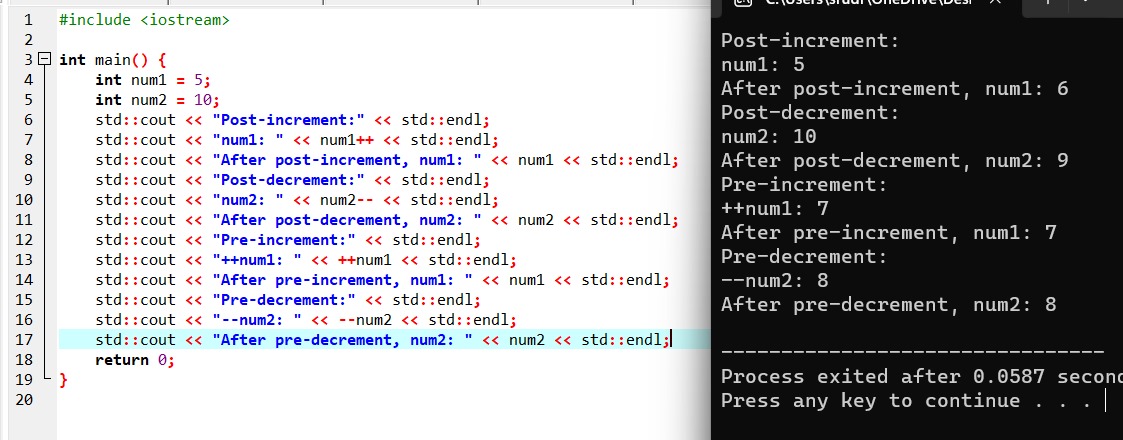 1 #include <iostream>
2
3 int main() {
4 int num1 = 5;
5 int num2 = 10;
6 std::cout << "Post-increment:" << std::endl;
7 std::cout << "num1: " << num1++ << std::endl;
8 std::cout << "After post-increment, num1: " << num1 << std::endl;
9 std::cout << "Post-decrement:" << std::endl;
10 std::cout << "num2: " << num2-- << std::endl;
11 std::cout << "After post-decrement, num2: " << num2 << std::endl;
12 std::cout << "Pre-increment:" << std::endl;
13 std::cout << "++num1: " << ++num1 << std::endl;
14 std::cout << "After pre-increment, num1: " << num1 << std::endl;
15 std::cout << "Pre-decrement:" << std::endl;
16 std::cout << "--num2: " << --num2 << std::endl;
17 std::cout << "After pre-decrement, num2: " << num2 << std::endl;
18 return 0;
19 }
20
Post-increment:
num1: 5
After post-increment, num1: 6
Post-decrement:
num2: 10
After post-decrement, num2: 9
Pre-increment:
++num1: 7
After pre-increment, num1: 7
Pre-decrement:
--num2: 8
After pre-decrement, num2: 8
--------------------------------
Process exited after 0.0587 second
Press any key to continue . . .